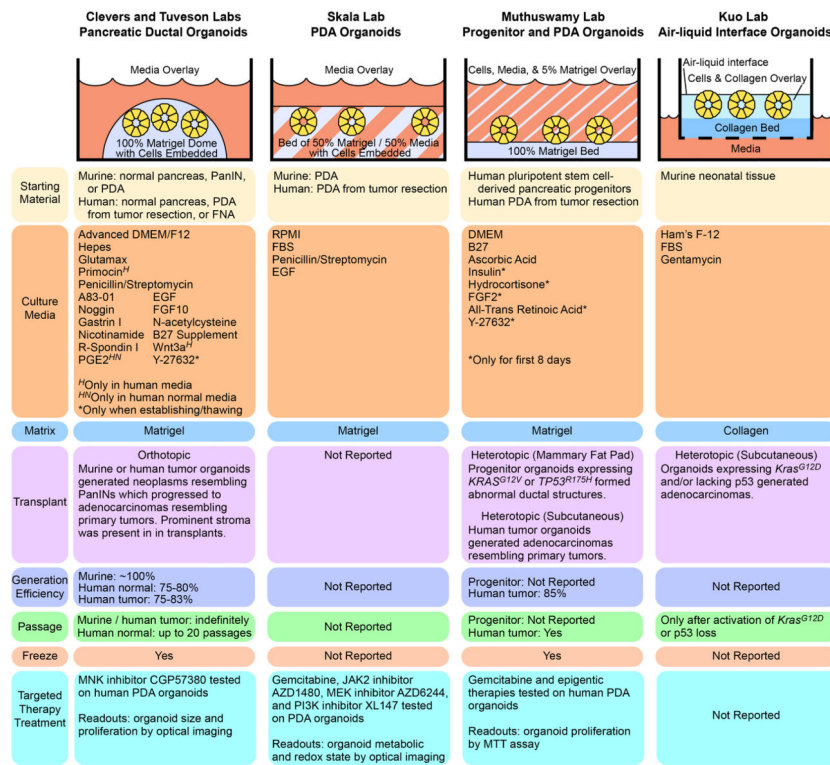 Clevers and Tuveson Labs
Pancreatic Ductal Organoids
Skala Lab
PDA Organoids
Muthuswamy Lab
Progenitor and PDA Organoids
Kuo Lab
Air-liquid Interface Organoids
Media Overlay
100% Matrigel Dome
with Cells Embedded
Media Overlay
Bed of 50% Matrigel / 50% Media
with Cells Embedded
Cells, Media, & 5% Matrigel Overlay
100% Matrigel Bed
Air-liquid interface
Cells & Collagen Overlay
Collagen Bed
Media
Starting
Material
Murine: normal pancreas, PanIN,
or PDA
Human: normal pancreas, PDA
from tumor resection, or FNA
Murine: PDA
Human: PDA from tumor resection
Human pluripotent stem cell-
derived pancreatic progenitors
Human PDA from tumor resection
Murine neonatal tissue
Culture
Media
Advanced DMEM/F12
Hepes
Glutamax
Primocin^H
Penicillin/Streptomycin
A83-01 EGF
Noggin FGF10
Gastrin I N-acetylcysteine
Nicotinamide B27 Supplement
R-Spondin I Wnt3a^H
PGE2^HN Y-27632*
^HOnly in human media
^HNOnly in human normal media
*Only when establishing/thawing
RPMI
FBS
Penicillin/Streptomycin
EGF
DMEM
B27
Ascorbic Acid
Insulin*
Hydrocortisone*
FGF2*
All-Trans Retinoic Acid*
Y-27632*
*Only for first 8 days
Ham's F-12
FBS
Gentamycin
Matrix
Matrigel
Matrigel
Matrigel
Collagen
Transplant
Orthotopic
Murine or human tumor organoids
generated neoplasms resembling
PanINs which progressed to
adenocarcinomas resembling
primary tumors. Prominent stroma
was present in in transplants.
Not Reported
Heterotopic (Mammary Fat Pad)
Progenitor organoids expressing
KRAS^G12V or TP53^R175H formed
abnormal ductal structures.
Heterotopic (Subcutaneous)
Human tumor organoids
generated adenocarcinomas
resembling primary tumors.
Heterotopic (Subcutaneous)
Organoids expressing Kras^G12D
and/or lacking p53 generated
adenocarcinomas.
Generation
Efficiency
Murine: ~100%
Human normal: 75-80%
Human tumor: 75-83%
Not Reported
Progenitor: Not Reported
Human tumor: 85%
Not Reported
Passage
Murine / human tumor: indefinitely
Human normal: up to 20 passages
Not Reported
Progenitor: Not Reported
Human tumor: Yes
Only after activation of Kras^G12D
or p53 loss
Freeze
Yes
Not Reported
Yes
Not Reported
Targeted
Therapy
Treatment
MNK inhibitor CGP57380 tested
on human PDA organoids
Readouts: organoid size and
proliferation by optical imaging
Gemcitabine, JAK2 inhibitor
AZD1480, MEK inhibitor AZD6244,
and PI3K inhibitor XL147 tested
on PDA organoids
Readouts: organoid metabolic
and redox state by optical imaging
Gemcitabine and epigentic
therapies tested on human PDA
organoids
Readouts: organoid proliferation
by MTT assay
Not Reported